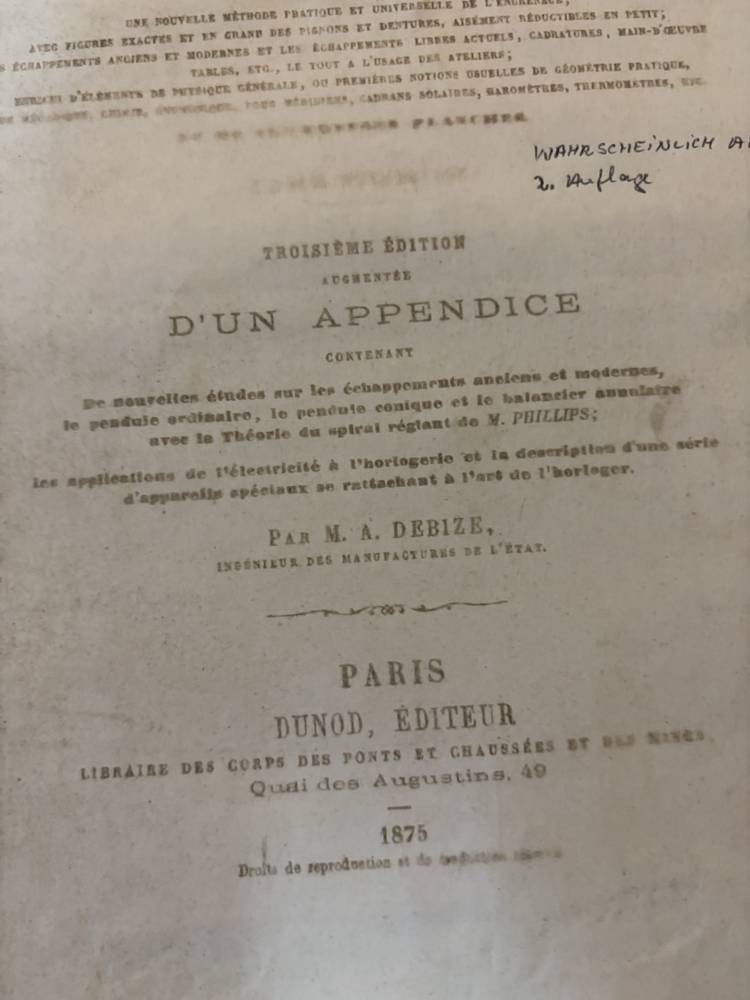 UNE NOUVELLE MÉTHODE PRATIQUE ET UNIVERSELLE DE L'ENGRENAGE,
AVEC FIGURES EXACTES ET EN GRAND DES PIGNONS ET DENTURES, AISÉMENT RÉDUCTIBLES EN PETIT;
S ÉCHAPPEMENTS ANCIENS ET MODERNES ET LES ÉCHAPPEMENTS LIBRES ACTUELS, CADRATURES, MAIN-D'ŒUVRE
TABLES, ETC., LE TOUT A L'USAGE DES ATELIERS;
ENRICHI D'ÉLÉMENTS DE PHYSIQUE GÉNÉRALE, OU PREMIÈRES NOTIONS USUELLES DE GÉOMÉTRIE PRATIQUE,
CADRANS SOLAIRES, BAROMÈTRES, THERMOMÈTRES, ETC.
PLANCHES
WAHRSCHEINLICH
2. Auflage
TROISIÈME ÉDITION
AUGMENTÉE
D'UN APPENDICE
CONTENANT
De nouvelles études sur les échappements anciens et modernes,
le pendule ordinaire, le pendule conique et le balancier annulaire
avec la Théorie du spiral réglant de M. PHILLIPS;
les applications de l'électricité à l'horlogerie et la description d'une série
d'appareils spéciaux se rattachant à l'art de l'horloger.
PAR M. A. DEBIZE,
INGÉNIEUR DES MANUFACTURES DE L'ÉTAT.
PARIS
DUNOD, ÉDITEUR
LIBRAIRE DES CORPS DES PONTS ET CHAUSSÉES ET DES MINES,
Quai des Augustins, 49
1875
Droits de reproduction et de